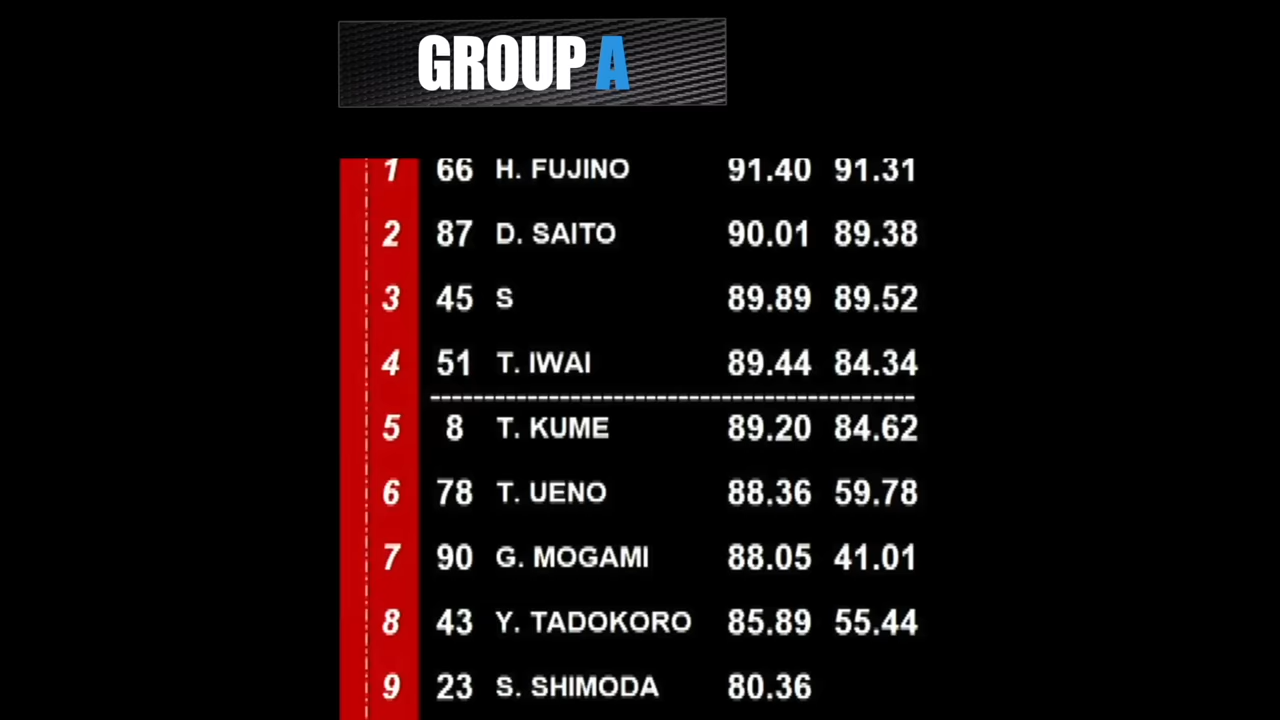 GROUP A
1 66 H. FUJINO 91.40 91.31
2 87 D. SAITO 90.01 89.38
3 45 S 89.89 89.52
4 51 T. IWAI 89.44 84.34
5 8 T. KUME 89.20 84.62
6 78 T. UENO 88.36 59.78
7 90 G. MOGAMI 88.05 41.01
8 43 Y. TADOKORO 85.89 55.44
9 23 S. SHIMODA 80.36